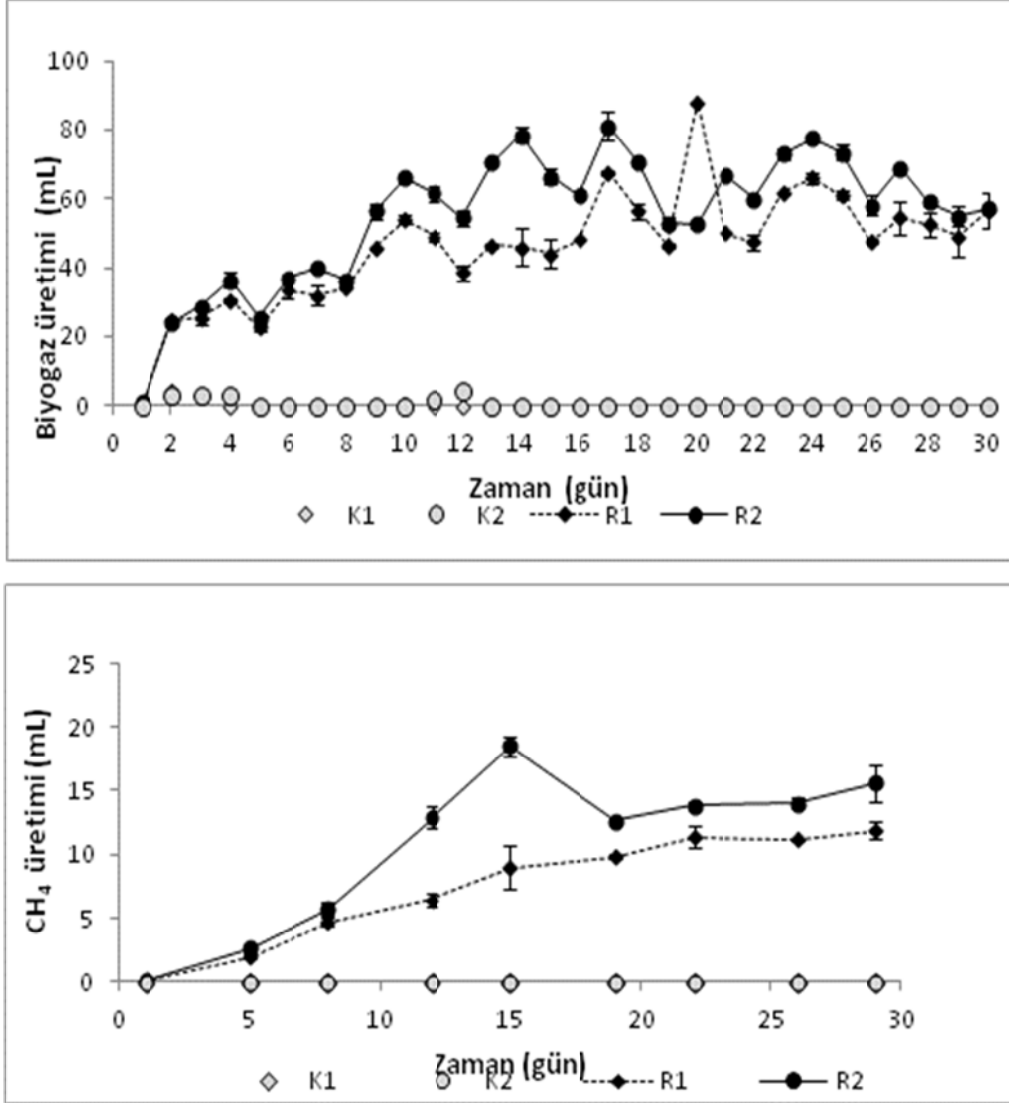 Biyogaz üretimi (mL)
100
80
60
40
20
0
0 2 4 6 8 10 12 14 16 18 20 22 24 26 28 30
Zaman (gün)
K1 K2 R1 R2
CH₄ üretimi (mL)
25
20
15
10
5
0
0 5 10 15 20 25 30
Zaman (gün)
K1 K2 R1 R2